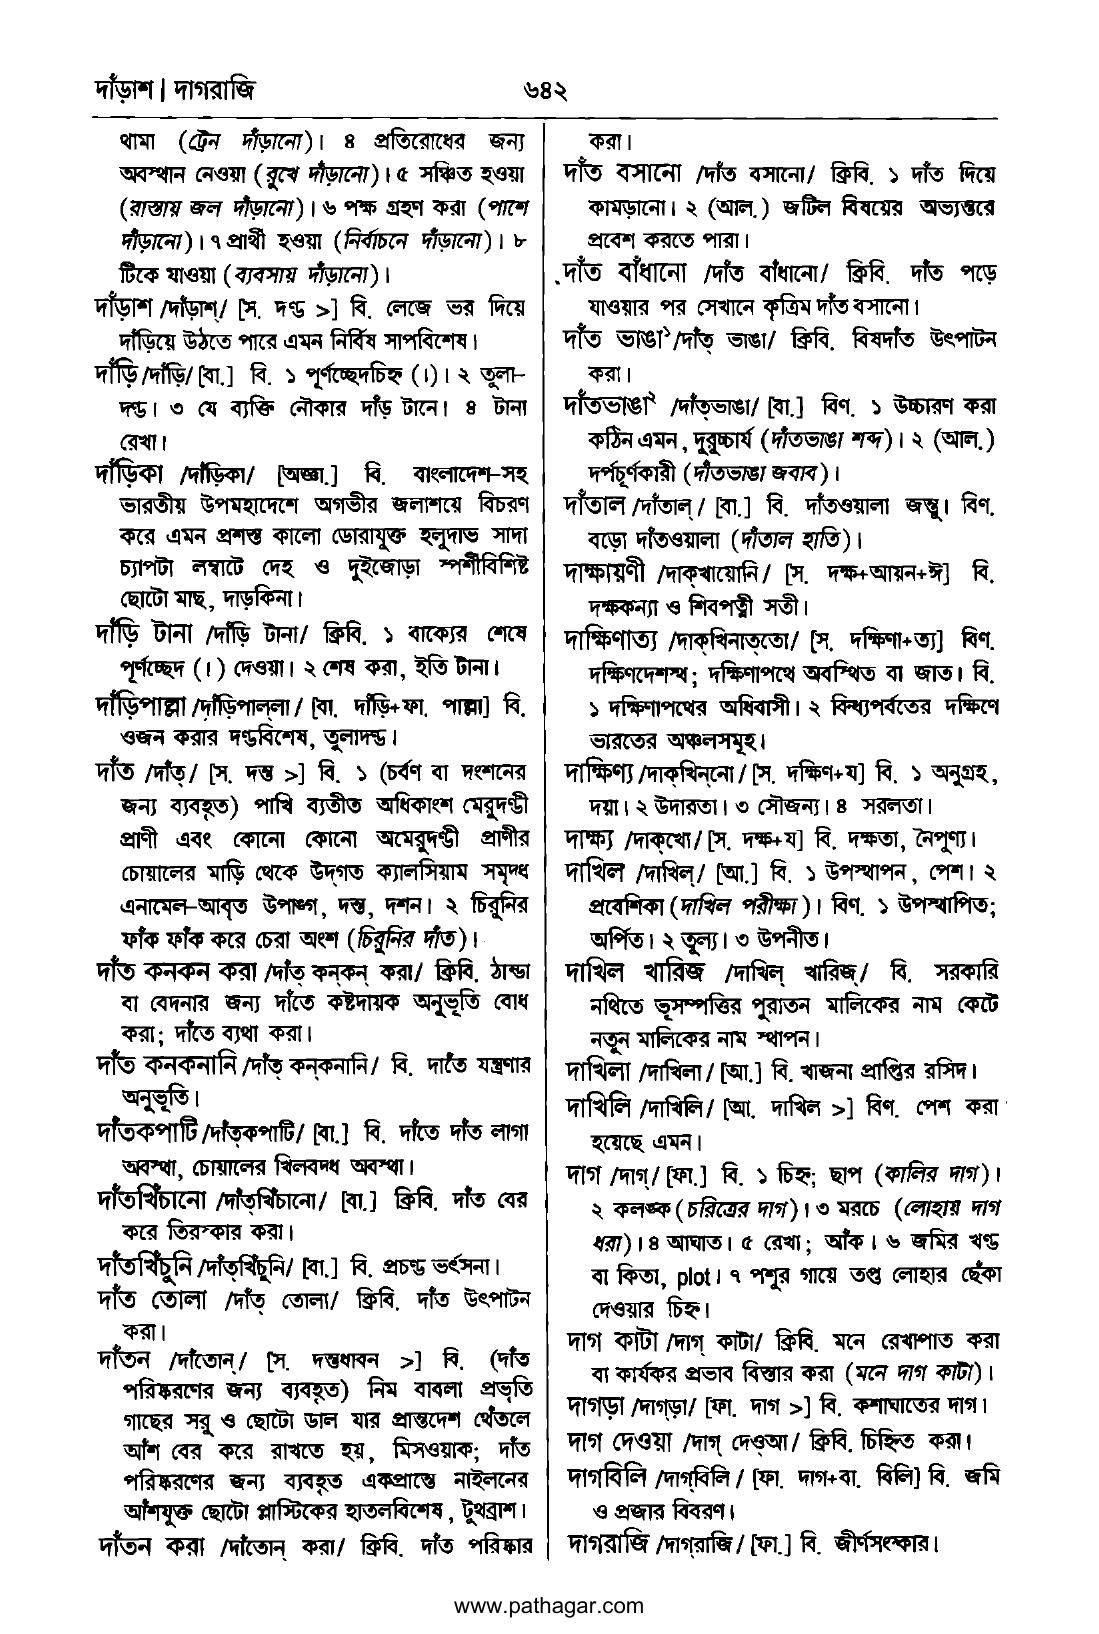 দাঁড়াশ | দাগরাজি
৬৪২
থামা (ট্রেন দাঁড়ানো)। ৪ প্রতিরোধের জন্য
অবস্থান নেওয়া (রুখে দাঁড়ানো)। ৫ সঞ্চিত হওয়া
(রাস্তায় জল দাঁড়ানো)। ৬ পক্ষ গ্রহণ করা (পাশে
দাঁড়ানো)। ৭ প্রার্থী হওয়া (নির্বাচনে দাঁড়ানো)। ৮
টিকে যাওয়া (ব্যবসায় দাঁড়ানো)।
দাঁড়াশ /দাঁড়াশ্/ [স. দণ্ড >] বি. লেজে ভর দিয়ে
দাঁড়িয়ে উঠতে পারে এমন নির্বিষ সাপবিশেষ।
দাঁড়ি /দাঁড়ি/ [বা.] বি. ১ পূর্ণচ্ছেদচিহ্ন (।)। ২ তুলা-
দণ্ড। ৩ যে ব্যক্তি নৌকার দাঁড় টানে। ৪ টানা
রেখা।
দাঁড়িকা /দাঁড়িকা/ [অজ্ঞা.] বি. বাংলাদেশ-সহ
ভারতীয় উপমহাদেশে অগভীর জলাশয়ে বিচরণ
করে এমন প্রশস্ত কালো ডোরাযুক্ত হলুদাভ সাদা
চ্যাপটা লম্বাটে দেহ ও দুইজোড়া স্পর্শীবিশিষ্ট
ছোটো মাছ, দাড়কিনা।
দাঁড়ি টানা /দাঁড়ি টানা/ ক্রিবি. ১ বাক্যের শেষে
পূর্ণচ্ছেদ (।) দেওয়া। ২ শেষ করা, ইতি টানা।
দাঁড়িপাল্লা /দাঁড়িপাল্‌লা/ [বা. দাঁড়ি+ফা. পাল্লা] বি.
ওজন করার দণ্ডবিশেষ, তুলাদন্ড।
দাঁত /দাঁত্/ [স. দন্ত >] বি. ১ (চর্বণ বা দংশনের
জন্য ব্যবহৃত) পাখি ব্যতীত অধিকাংশ মেরুদণ্ডী
প্রাণী এবং কোনো কোনো অমেরুদণ্ডী প্রাণীর
চোয়ালের মাড়ি থেকে উদ্গত ক্যালসিয়াম সমৃদ্ধ
এনামেল-আবৃত উপাঙ্গ, দন্ত, দশন। ২ চিরুনির
ফাঁক ফাঁক করে চেরা অংশ (চিরুনির দাঁত)।
দাঁত কনকন করা /দাঁত্ কন্‌কন্ করা/ ক্রিবি. ঠান্ডা
বা বেদনার জন্য দাঁতে কষ্টদায়ক অনুভূতি বোধ
করা; দাঁতে ব্যথা করা।
দাঁত কনকনানি /দাঁত্ কন্‌কনানি/ বি. দাতেঁ যন্ত্রণার
অনুভূতি।
দাঁতকপাটি /দাঁত্‌কপাটি/ [বা.] বি. দাঁতে দাঁত লাগা
অবস্থা, চোয়ালের খিলবদ্ধ অবস্থা।
দাঁতখিঁচানো /দাঁত্‌খিঁচানো/ [বা.] ক্রিবি. দাঁত বের
করে তিরস্কার করা।
দাঁতখিঁচুনি /দাঁত্‌খিঁচুনি/ [বা.] বি. প্রচন্ড ভর্ৎসনা।
দাঁত তোলা /দাঁত্ তোলা/ ক্রিবি. দাঁত উৎপাটন
করা।
দাঁতন /দাঁতোন্/ [স. দন্তধাবন >] বি. (দাঁত
পরিষ্করণের জন্য ব্যবহৃত) নিম বাবলা প্রভৃতি
গাছের সরু ও ছোটো ডাল যার প্রান্তদেশ থেঁতলে
আঁশ বের করে রাখতে হয়, মিসওয়াক; দাঁত
পরিষ্করণের জন্য ব্যবহৃত একপ্রান্তে নাইলনের
আঁশযুক্ত ছোটো প্লাস্টিকের হাতলবিশেষ, টুথব্রাশ।
দাঁতন করা /দাঁতোন্ করা/ ক্রিবি. দাঁত পরিষ্কার
করা।
দাঁত বসানো /দাঁত বসানো/ ক্রিবি. ১ দাঁত দিয়ে
কামড়ানো। ২ (আল.) জটিল বিষয়ের অভ্যন্তরে
প্রবেশ করতে পারা।
দাঁত বাঁধানো /দাঁত বাঁধানো/ ক্রিবি. দাঁত পড়ে
যাওয়ার পর সেখানে কৃত্রিম দাঁত বসানো।
দাঁত ভাঙা¹ /দাঁত্ ভাঙা/ ক্রিবি. বিষদাঁত উৎপাটন
করা।
দাঁতভাঙা² /দাঁত্‌ভাঙা/ [বা.] বিণ. ১ উচ্চারণ করা
কঠিন এমন, দুরুচ্চার্য (দাঁতভাঙা শব্দ)। ২ (আল.)
দর্পচূর্ণকারী (দাঁতভাঙা জবাব)।
দাঁতাল /দাঁতাল্/ [বা.] বি. দাঁতওয়ালা জন্তু। বিণ.
বড়ো দাঁতওয়ালা (দাঁতাল হাতি)।
দাক্ষায়ণী /দাক্‌খায়োনি/ [স. দক্ষ+আয়ন+ঈ] বি.
দক্ষকন্যা ও শিবপত্নী সতী।
দাক্ষিণাত্য /দাক্‌খিনাত্‌তো/ [স. দক্ষিণা+ত্য] বিণ.
দক্ষিণদেশস্থ; দক্ষিণাপথে অবস্থিত বা জাত। বি.
১ দক্ষিণাপথের অধিবাসী। ২ বিন্ধ্যপর্বতের দক্ষিণে
ভারতের অঞ্চলসমূহ।
দাক্ষিণ্য /দাক্‌খিন্‌নো/ [স. দক্ষিণ+য] বি. ১ অনুগ্রহ,
দয়া। ২ উদারতা। ৩ সৌজন্য। ৪ সরলতা।
দাক্ষ্য /দাক্‌খো/ [স. দক্ষ+য] বি. দক্ষতা, নৈপুণ্য।
দাখিল /দাখিল্/ [আ.] বি. ১ উপস্থাপন, পেশ। ২
প্রবেশিকা (দাখিল পরীক্ষা)। বিণ. ১ উপস্থাপিত;
অর্পিত। ২ তুল্য। ৩ উপনীত।
দাখিল খারিজ /দাখিল্ খারিজ্/ বি. সরকারি
নথিতে ভূসম্পত্তির পুরাতন মালিকের নাম কেটে
নতুন মালিকের নাম স্থাপন।
দাখিলা /দাখিলা/ [আ.] বি. খাজনা প্রাপ্তির রসিদ।
দাখিলি /দাখিলি/ [আ. দাখিল >] বিণ. পেশ করা
হয়েছে এমন।
দাগ /দাগ্/ [ফা.] বি. ১ চিহ্ন; ছাপ (কালির দাগ)।
২ কলঙ্ক (চরিত্রের দাগ)। ৩ মরচে (লোহায় দাগ
ধরা)। ৪ আঘাত। ৫ রেখা; আঁক। ৬ জমির খণ্ড
বা কিতা, plot। ৭ পশুর গায়ে তপ্ত লোহার ছেঁকা
দেওয়ার চিহ্ন।
দাগ কাটা /দাগ্ কাটা/ ক্রিবি. মনে রেখাপাত করা
বা কার্যকর প্রভাব বিস্তার করা (মনে দাগ কাটা)।
দাগড়া /দাগ্‌ড়া/ [ফা. দাগ >] বি. কশাঘাতের দাগ।
দাগ দেওয়া /দাগ্ দেও্‌আ/ ক্রিবি. চিহ্নিত করা।
দাগবিলি /দাগ্‌বিলি/ [ফা. দাগ+বা. বিলি] বি. জমি
ও প্রজার বিবরণ।
দাগরাজি /দাগ্‌রাজি/ [ফা.] বি. জীর্ণসংস্কার।
www.pathagar.com